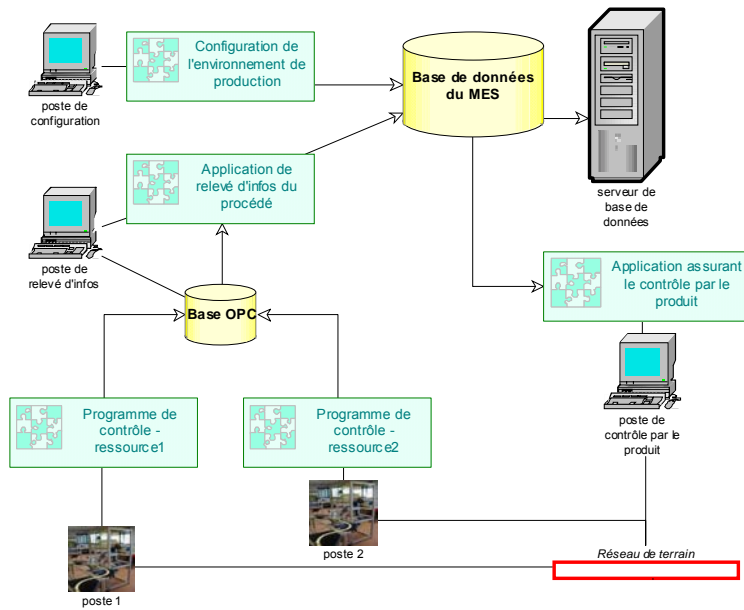 Configuration de
l'environnement de
production
poste de
configuration
Base de données
du MES
serveur de
base de
données
Application de
relevé d'infos du
procédé
poste de
relevé d'infos
Application assurant
le contrôle par le
produit
Base OPC
poste de
contrôle par le
produit
Programme de
contrôle -
ressource1
Programme de
contrôle -
ressource2
poste 2
Réseau de terrain
poste 1